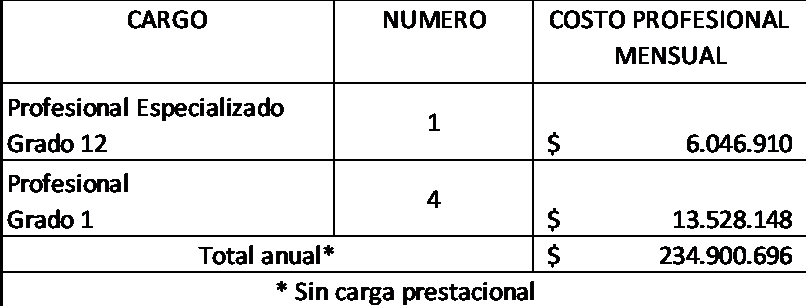 CARGO NUMERO COSTO PROFESIONAL
MENSUAL
Profesional Especializado
Grado 12 1 $ 6.046.910
Profesional
Grado 1 4 $ 13.528.148
Total anual* $ 234.900.696
* Sin carga prestacional